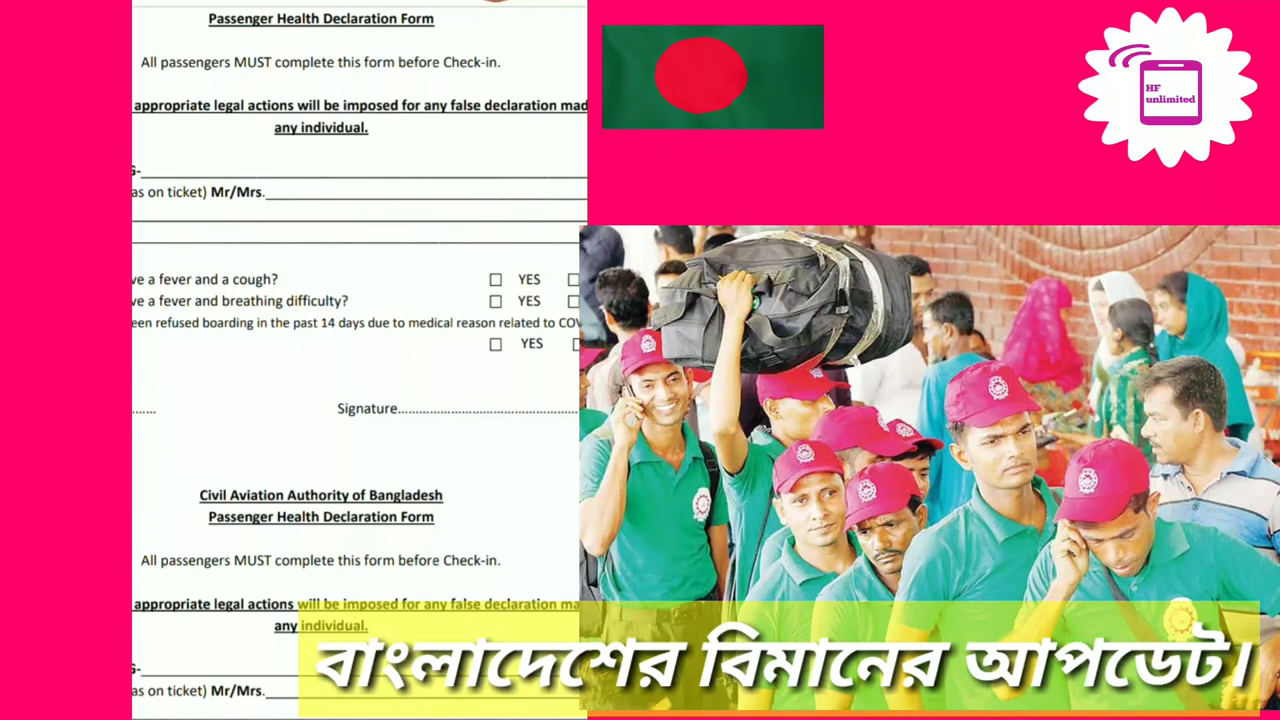 Passenger Health Declaration Form
All passengers MUST complete this form before Check-in.
appropriate legal actions will be imposed for any false declaration mad
any individual.
as on ticket) Mr/Mrs.
ve a fever and a cough? YES
ve a fever and breathing difficulty? YES
een refused boarding in the past 14 days due to medical reason related to COV
YES
Signature
Civil Aviation Authority of Bangladesh
Passenger Health Declaration Form
All passengers MUST complete this form before Check-in.
appropriate legal actions will be imposed for any false declaration ma
any individual.
as on ticket) Mr/Mrs.
HF
unlimited
বাংলাদেশের বিমানের আপডেট।